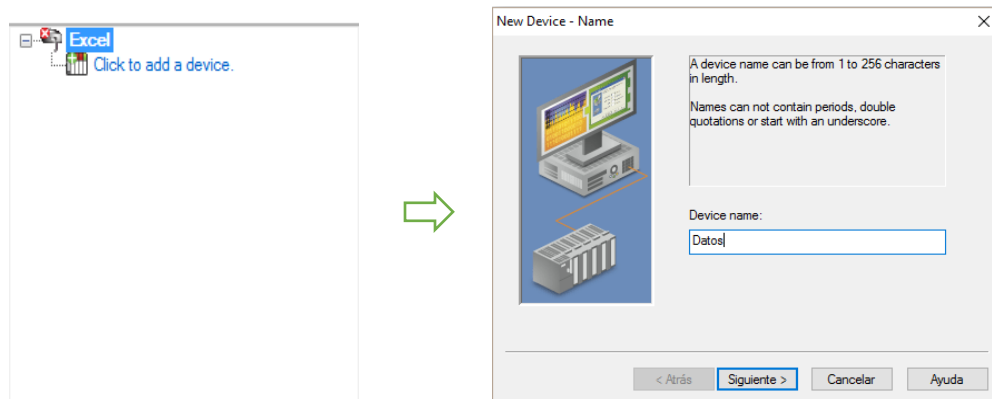 Excel
Click to add a device.
New Device - Name
A device name can be from 1 to 256 characters
in length.
Names can not contain periods, double
quotations or start with an underscore.
Device name:
Datos
< Atrás
Siguiente >
Cancelar
Ayuda